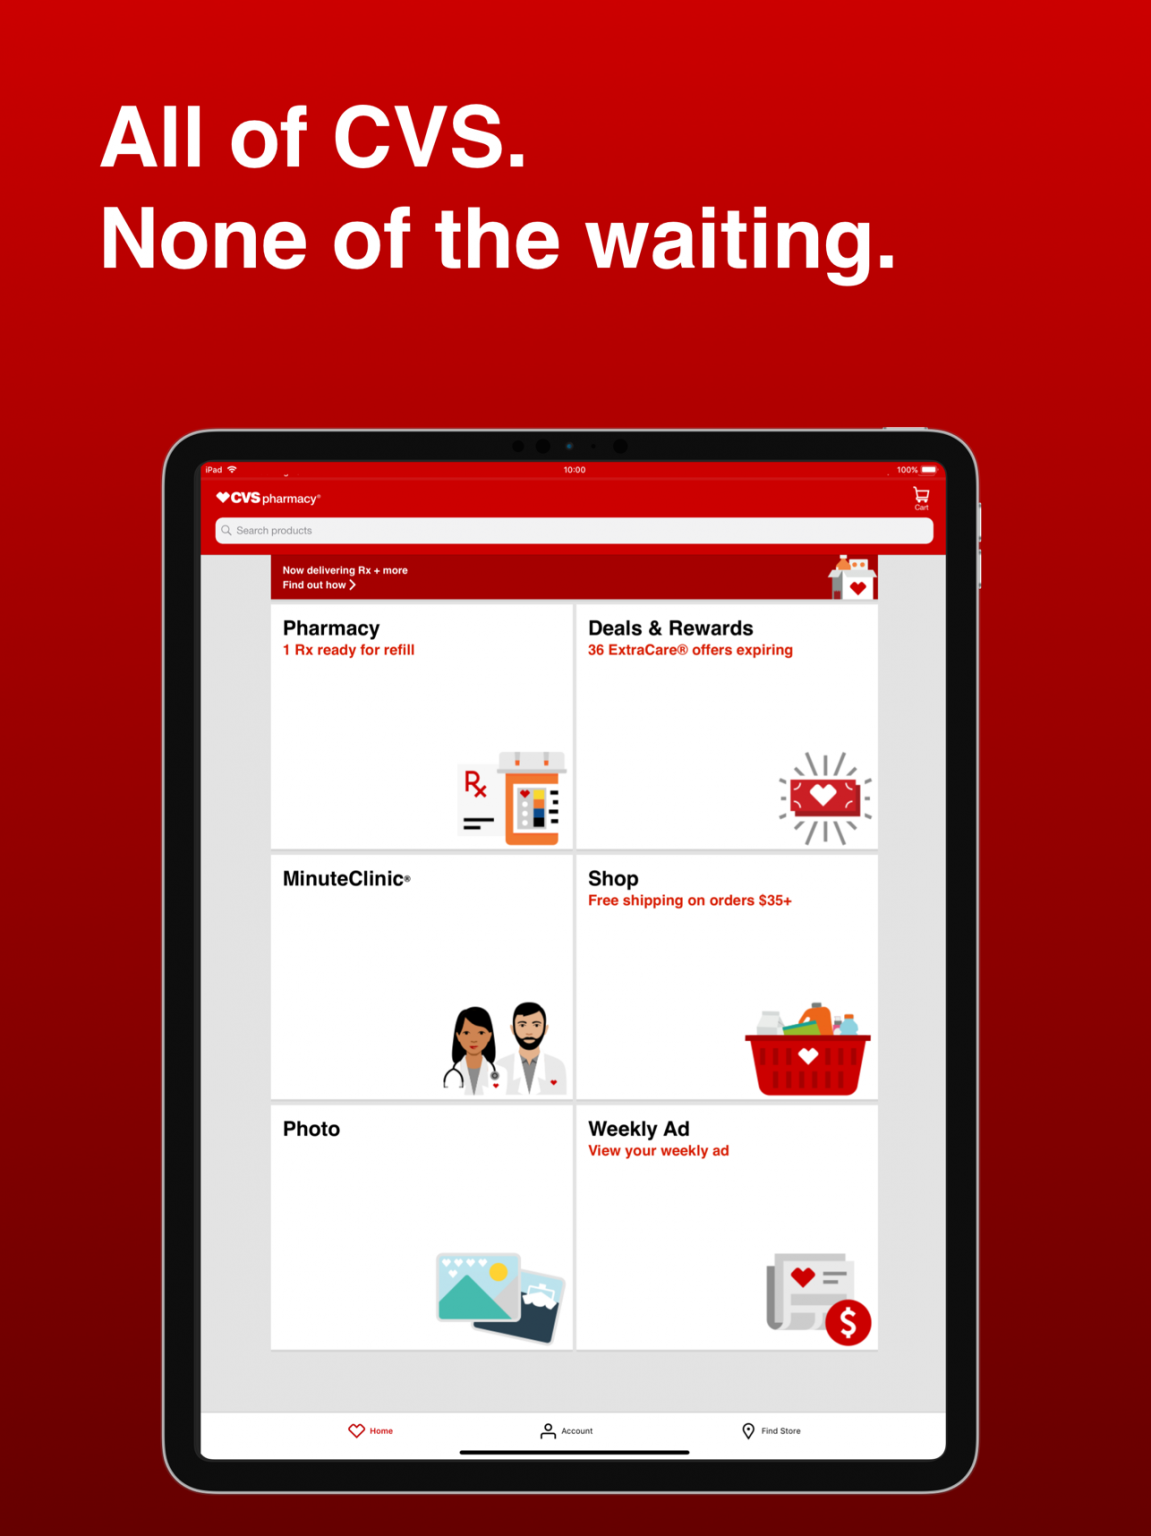 All of CVS.
None of the waiting.
iPad
10:00
100%
CVS pharmacy®
Cart
Search products
Now delivering Rx + more
Find out how
Pharmacy
1 Rx ready for refill
Rx
Deals & Rewards
36 ExtraCare® offers expiring
MinuteClinic®
Shop
Free shipping on orders $35+
Photo
Weekly Ad
View your weekly ad
$
Home
Account
Find Store